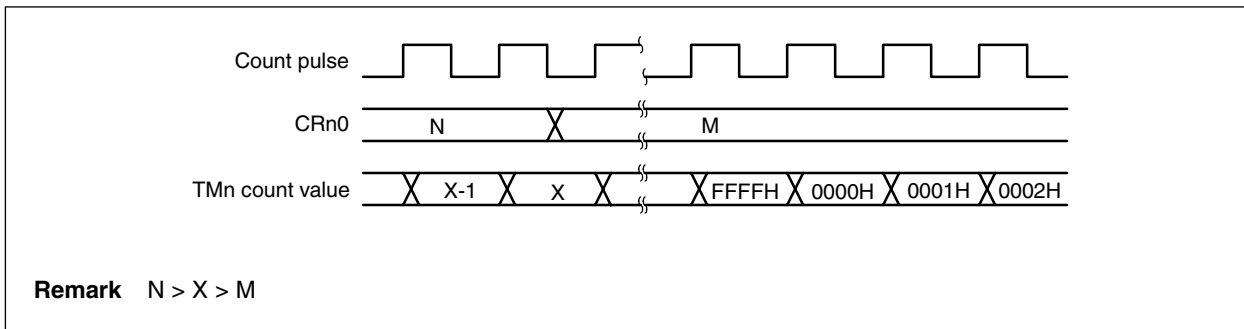 Count pulse
CRn0 N M
TMn count value X-1 X FFFFH 0000H 0001H 0002H
Remark N > X > M